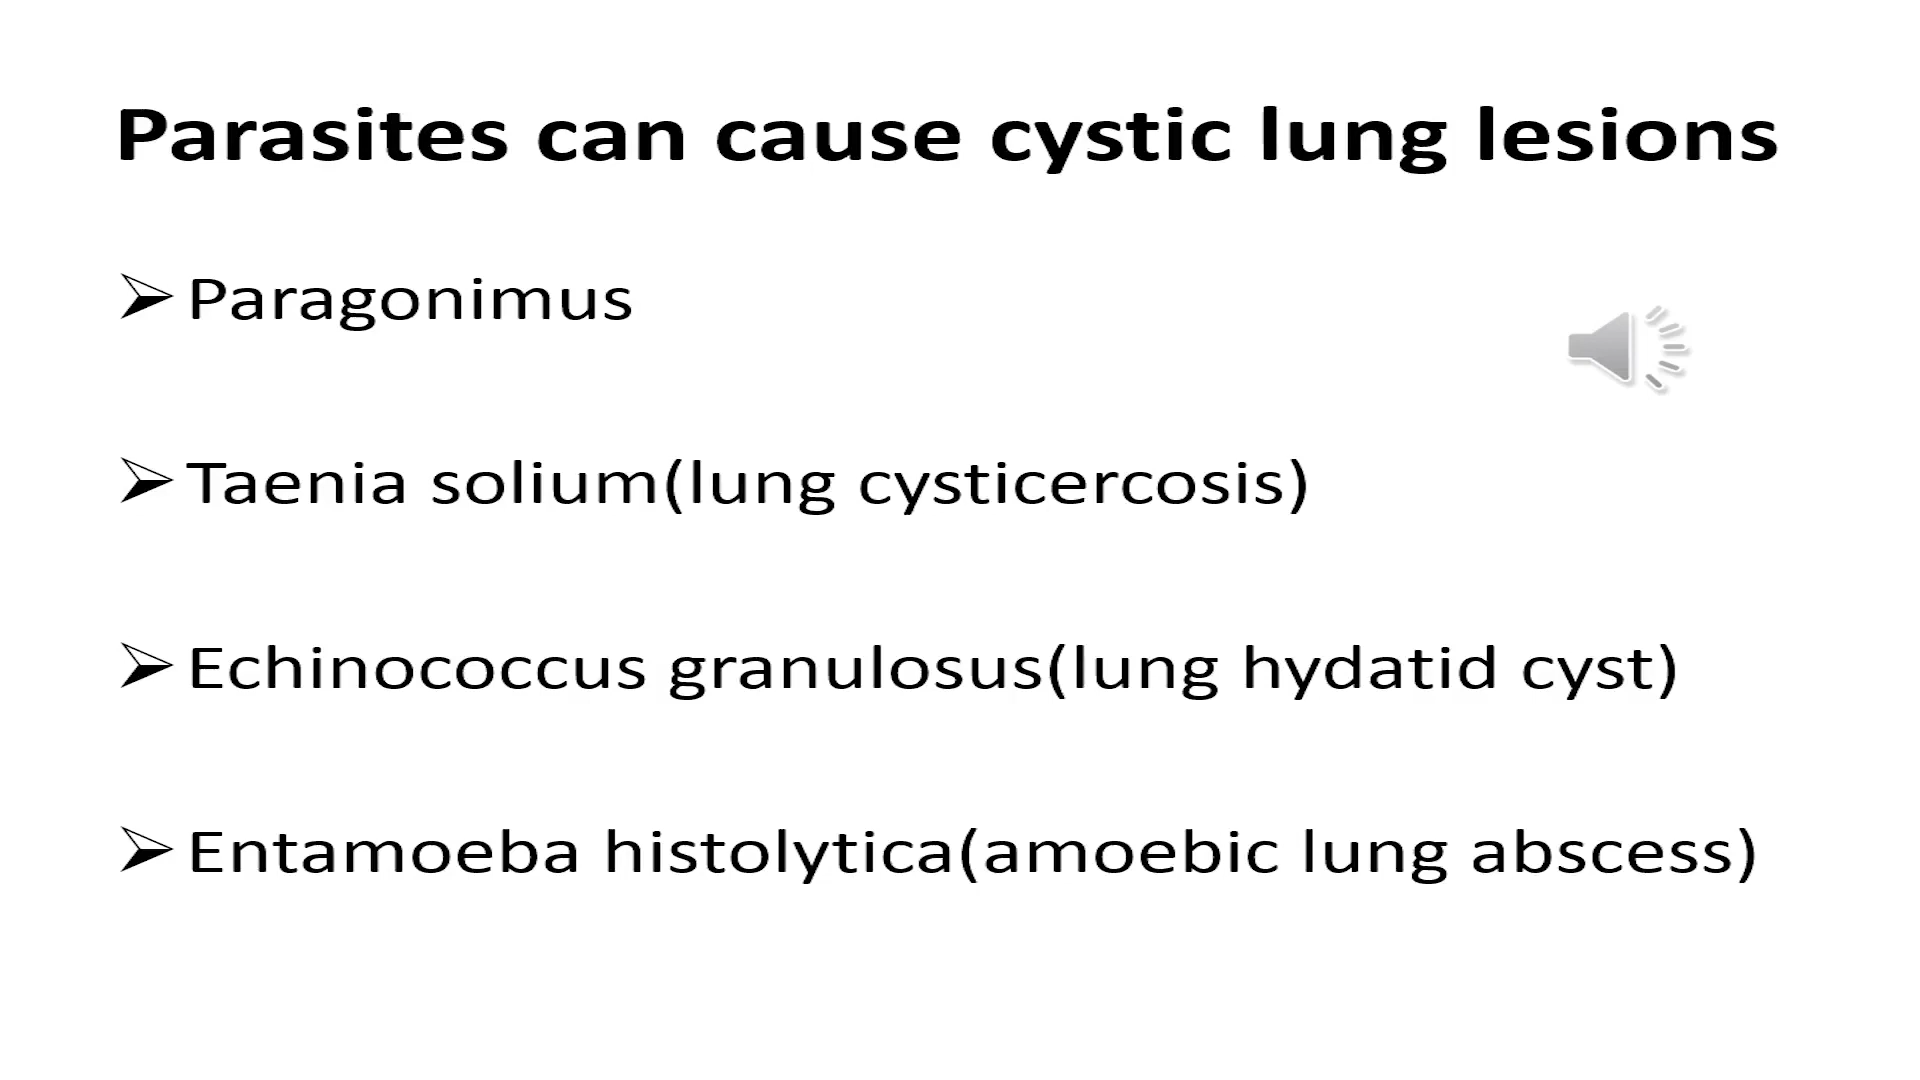 Parasites can cause cystic lung lesions
➢Paragonimus
➢Taenia solium(lung cysticercosis)
➢Echinococcus granulosus(lung hydatid cyst)
➢Entamoeba histolytica(amoebic lung abscess)